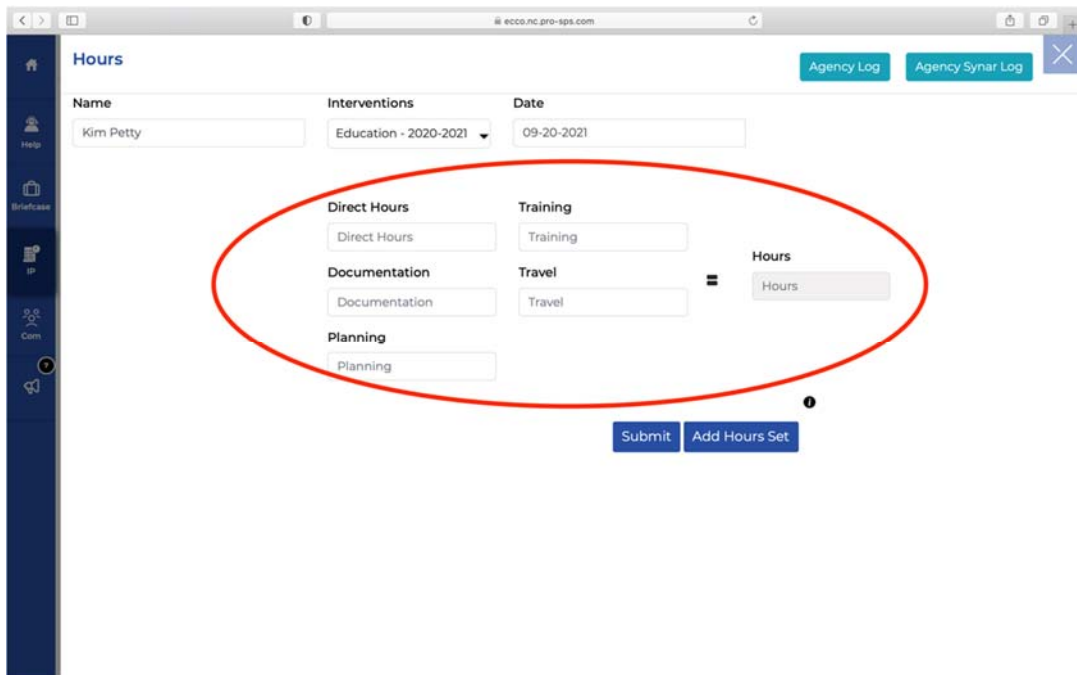 ecco.nc.pro-sps.com
Hours
Agency Log
Agency Synar Log
Name
Interventions
Date
Kim Petty
Education - 2020-2021
09-20-2021
Help
Briefcase
IP
Com
?
Direct Hours
Training
Direct Hours
Training
Documentation
Travel
Hours
Documentation
Travel
=
Hours
Planning
Planning
i
Submit
Add Hours Set